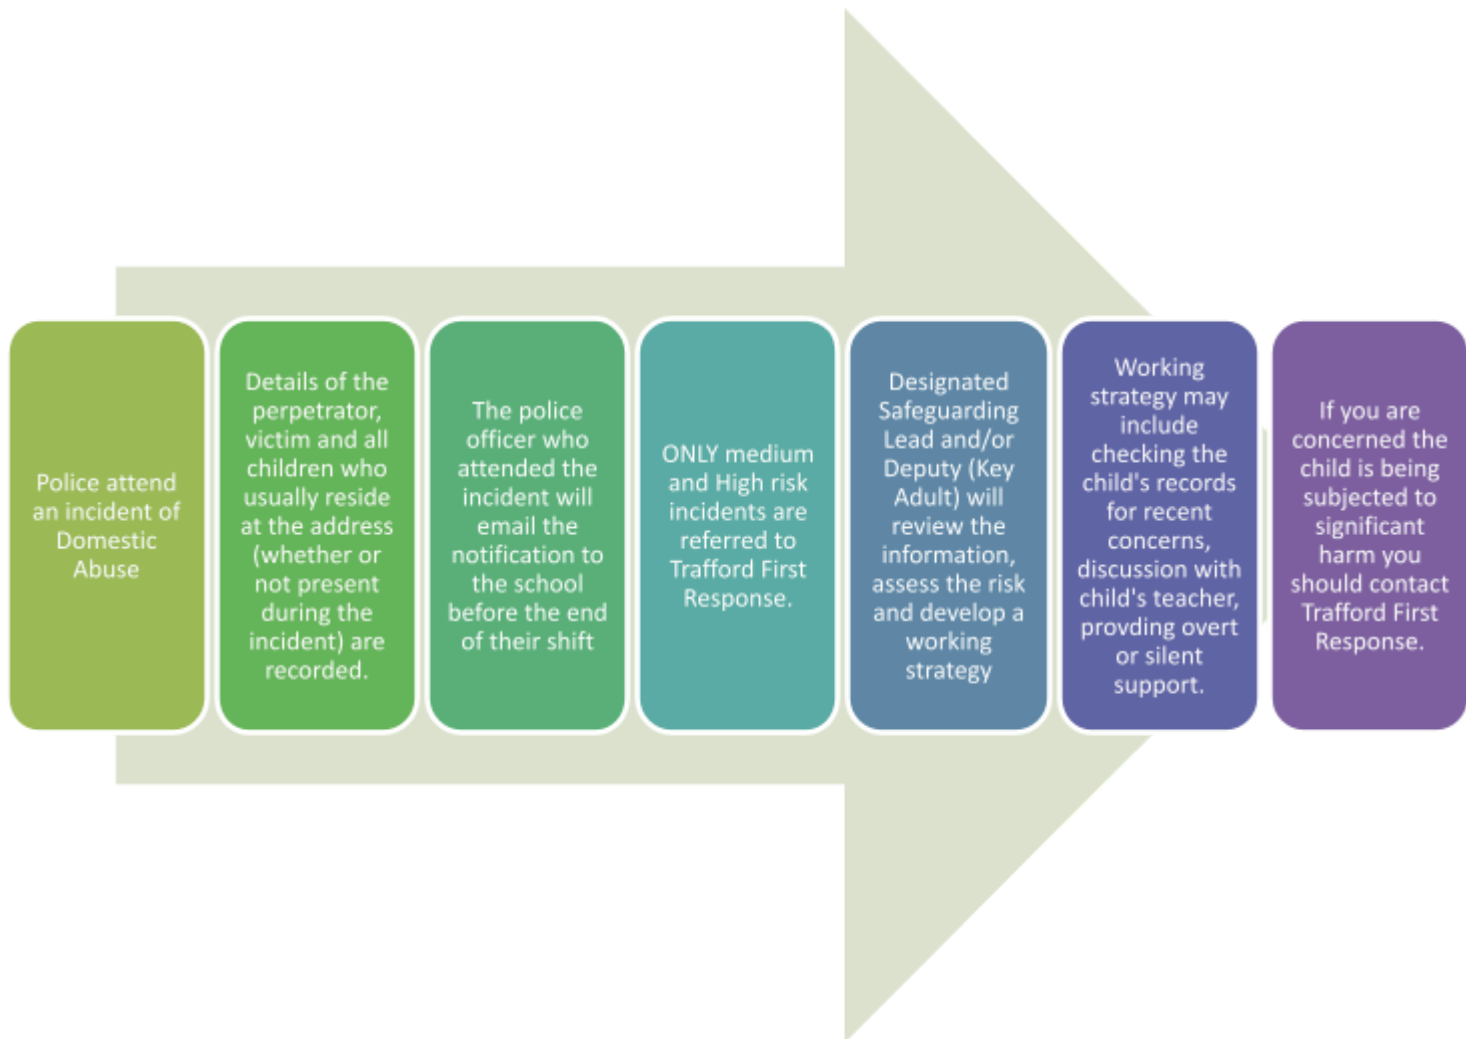 Police attend
an incident of
Domestic
Abuse
Details of the
perpetrator,
victim and all
children who
usually reside
at the address
(whether or
not present
during the
incident) are
recorded.
The police
officer who
attended the
incident will
email the
notification to
the school
before the end
of their shift
ONLY medium
and High risk
incidents are
referred to
Trafford First
Response.
Designated
Safeguarding
Lead and/or
Deputy (Key
Adult) will
review the
information,
assess the risk
and develop a
working
strategy
Working
strategy may
include
checking the
child's records
for recent
concerns,
discussion with
child's teacher,
provding overt
or silent
support.
If you are
concerned the
child is being
subjected to
significant
harm you
should contact
Trafford First
Response.